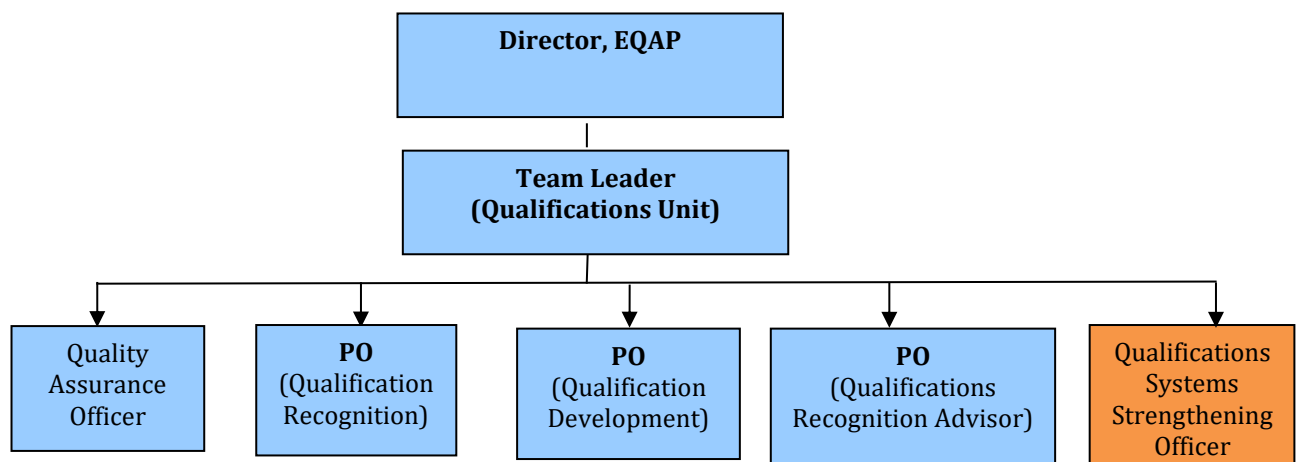 Director, EQAP
Team Leader
(Qualifications Unit)
Quality
Assurance
Officer
PO
(Qualification
Recognition)
PO
(Qualification
Development)
PO
(Qualifications
Recognition Advisor)
Qualifications
Systems
Strengthening
Officer